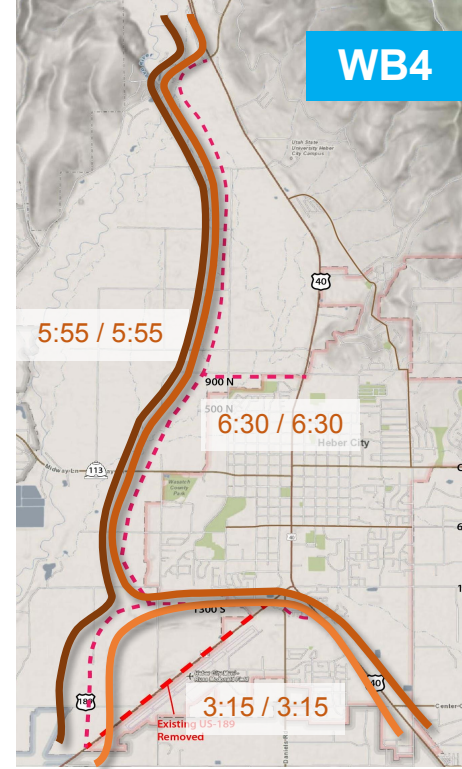 WB4
Utah State
University Heber
City Campus
40
5:55 / 5:55
900 N
500 N
6:30 / 6:30
Heber City
113
Wasatch
County
Park
40
1300 S
189
40
3:15 / 3:15
Existing US-189
Removed